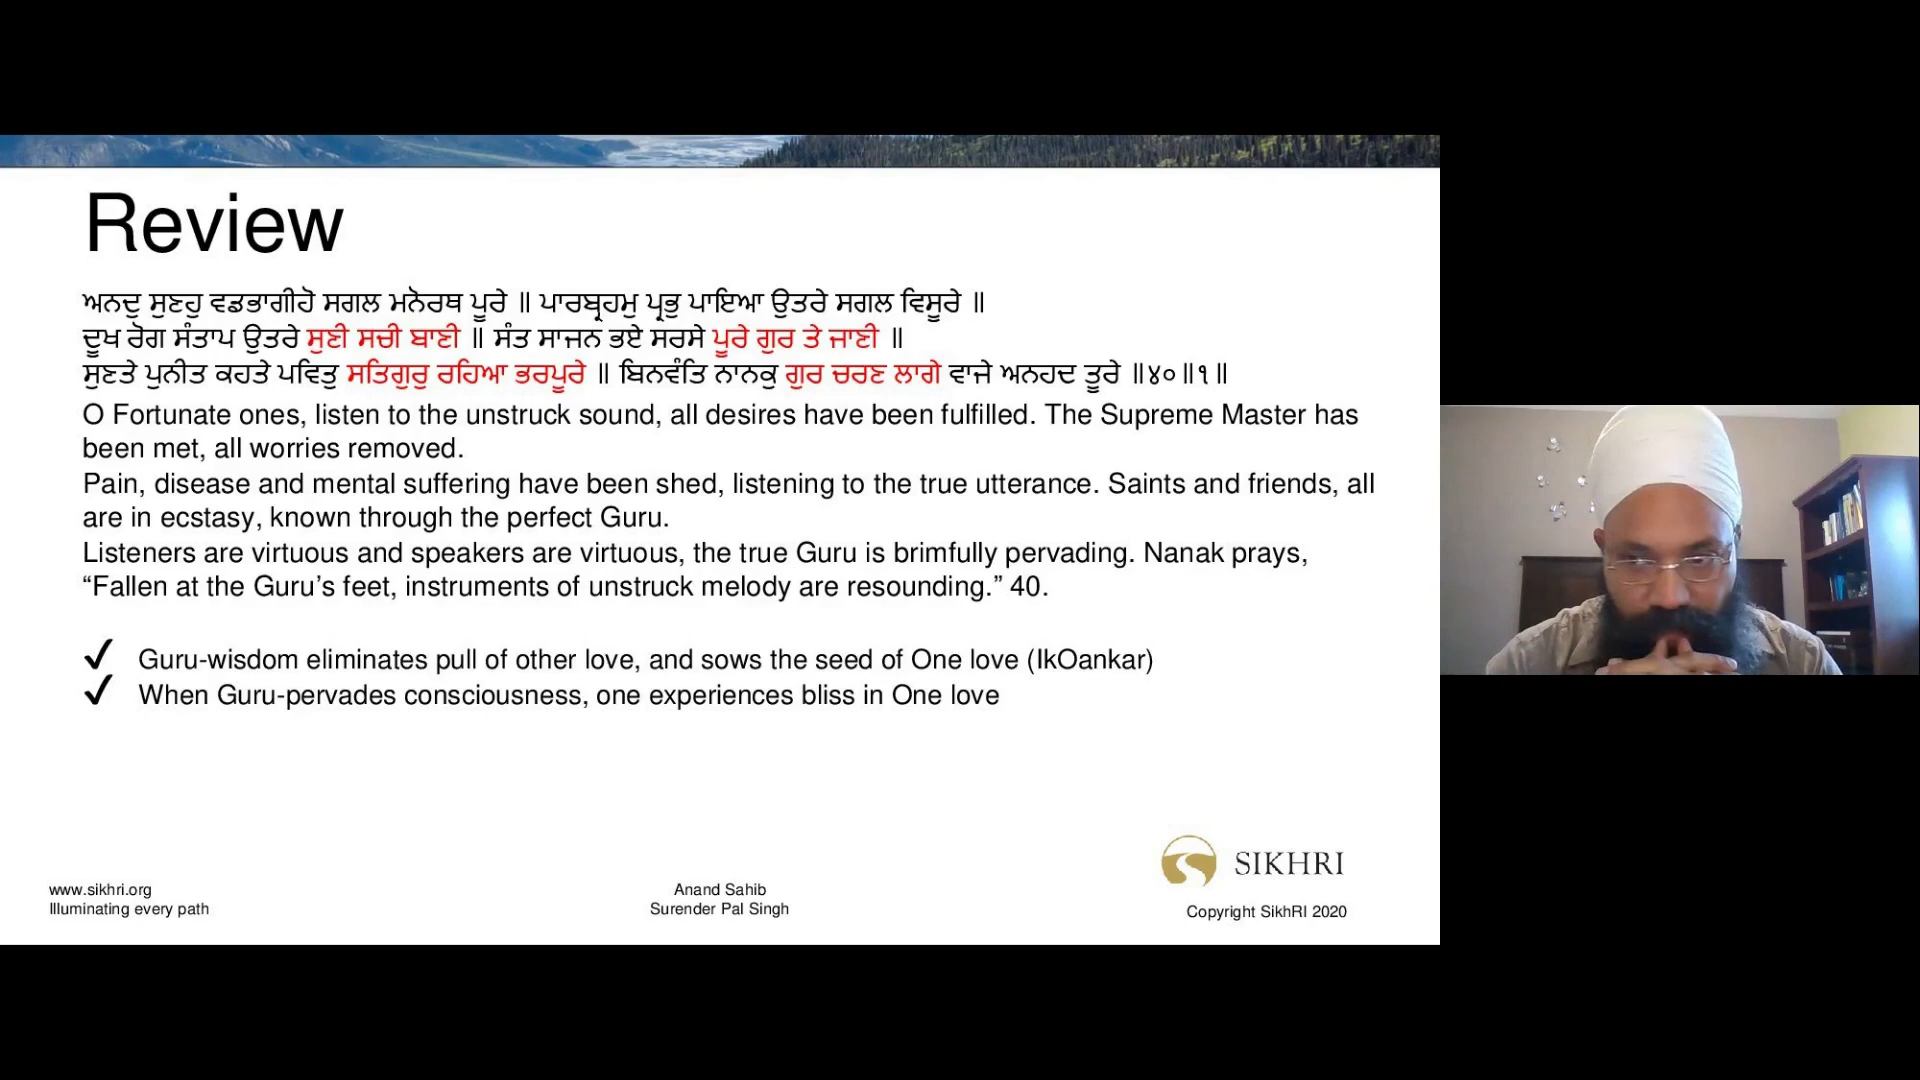 Review
ਅਨਦੁ ਸੁਣਹੁ ਵਡਭਾਗੀਹੋ ਸਗਲ ਮਨੋਰਥ ਪੂਰੇ ॥ ਪਾਰਬ੍ਰਹਮੁ ਪ੍ਰਭੁ ਪਾਇਆ ਉਤਰੇ ਸਗਲ ਵਿਸੂਰੇ ॥
ਦੂਖ ਰੋਗ ਸੰਤਾਪ ਉਤਰੇ ਸੁਣੀ ਸਚੀ ਬਾਣੀ ॥ ਸੰਤ ਸਾਜਨ ਭਏ ਸਰਸੇ ਪੂਰੇ ਗੁਰ ਤੇ ਜਾਣੀ ॥
ਸੁਣਤੇ ਪੁਨੀਤ ਕਹਤੇ ਪਵਿਤੁ ਸਤਿਗੁਰੁ ਰਹਿਆ ਭਰਪੂਰੇ ॥ ਬਿਨਵੰਤਿ ਨਾਨਕੁ ਗੁਰ ਚਰਣ ਲਾਗੇ ਵਾਜੇ ਅਨਹਦ ਤੂਰੇ ॥੪੦॥੧॥
O Fortunate ones, listen to the unstruck sound, all desires have been fulfilled. The Supreme Master has
been met, all worries removed.
Pain, disease and mental suffering have been shed, listening to the true utterance. Saints and friends, all
are in ecstasy, known through the perfect Guru.
Listeners are virtuous and speakers are virtuous, the true Guru is brimfully pervading. Nanak prays,
“Fallen at the Guru’s feet, instruments of unstruck melody are resounding.” 40.
✓ Guru-wisdom eliminates pull of other love, and sows the seed of One love (IkOankar)
✓ When Guru-pervades consciousness, one experiences bliss in One love
www.sikhri.org
Illuminating every path
Anand Sahib
Surender Pal Singh
SIKHRI
Copyright SikhRI 2020